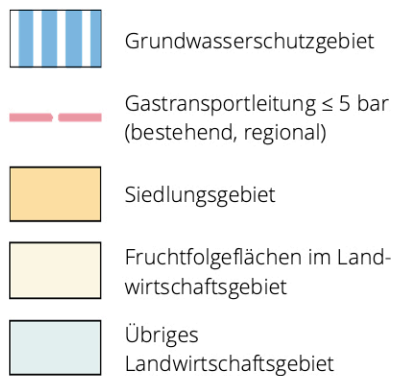 Grundwasserschutzgebiet
Gastransportleitung ≤ 5 bar
(bestehend, regional)
Siedlungsgebiet
Fruchtfolgeflächen im Land-
wirtschaftsgebiet
Übriges
Landwirtschaftsgebiet